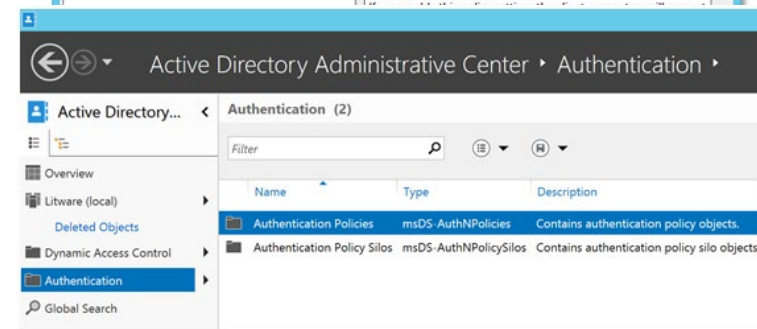 Active Directory Administrative Center ‣ Authentication ‣
Active Directory...
Authentication (2)
Filter
Overview
Litware (local)
Deleted Objects
Dynamic Access Control
Authentication
Global Search
Name Type Description
Authentication Policies msDS-AuthNPolicies Contains authentication policy objects.
Authentication Policy Silos msDS-AuthNPolicySilos Contains authentication policy silo objects